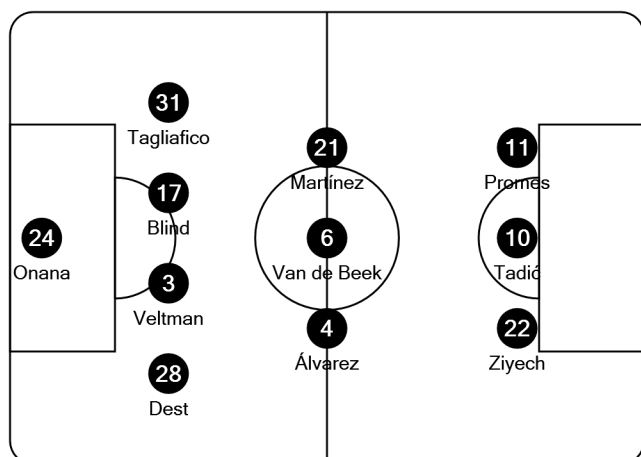 31
Tagliafico
17
Blind
24
Onana
3
Veltman
28
Dest
21
Martínez
6
Van de Beek
4
Álvarez
11
Promes
10
Tadić
22
Ziyech